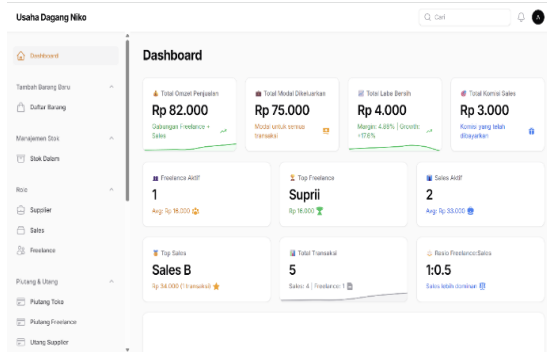 Usaha Dagang Niko
Cari
A
Dashboard
Dashboard
Tambah Barang Baru
Daftar Barang
Manajemen Stok
Stok Dalam
Role
Supplier
Sales
Freelance
Piutang & Utang
Piutang Toko
Piutang Freelance
Utang Supplier
Total Omzet Penjualan
Rp 82.000
Gabungan Freelance +
Sales
Total Modal Dikeluarkan
Rp 75.000
Modal untuk semua
transaksi
Total Laba Bersih
Rp 4.000
Margin: 4.88% | Growth:
+17.6%
Total Komisi Sales
Rp 3.000
Komisi yang telah
dibayarkan
Freelance Aktif
1
Avg: Rp 16.000
Top Freelance
Suprii
Rp 16.000
Sales Aktif
2
Avg: Rp 33.000
Top Sales
Sales B
Rp 34.000 (1 transaksi)
Total Transaksi
5
Sales: 4 | Freelance: 1
Rasio Freelance:Sales
1:0.5
Sales lebih dominan